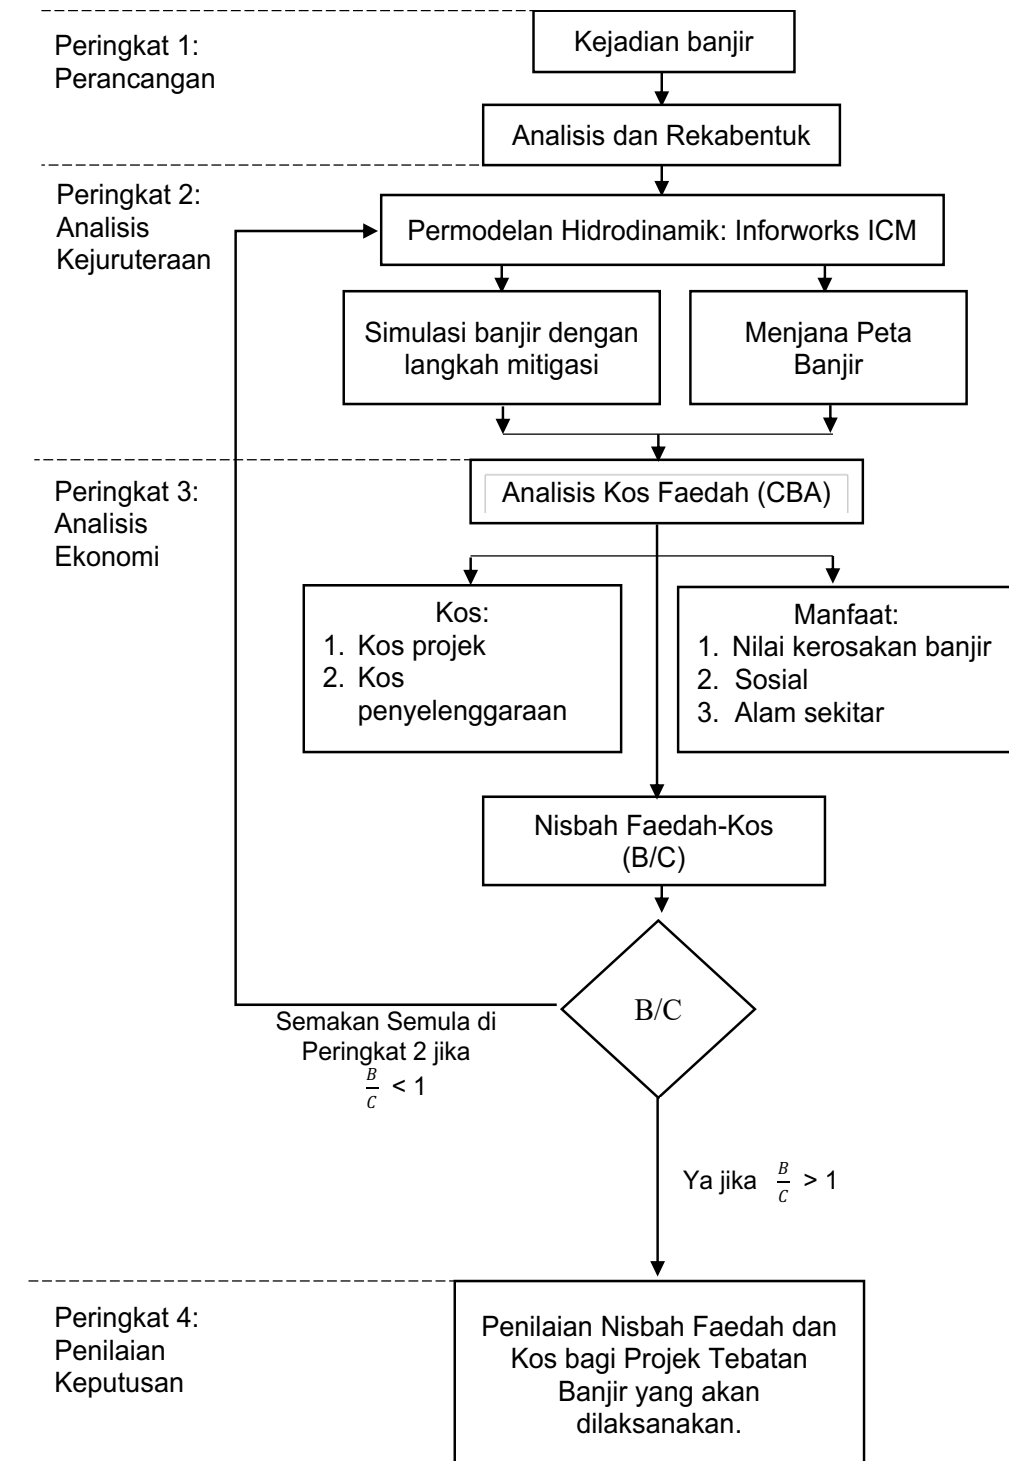 Peringkat 1:
Perancangan
Kejadian banjir
Analisis dan Rekabentuk
Peringkat 2:
Analisis
Kejuruteraan
Permodelan Hidrodinamik: Inforworks ICM
Simulasi banjir dengan
langkah mitigasi
Menjana Peta
Banjir
Peringkat 3:
Analisis
Ekonomi
Analisis Kos Faedah (CBA)
Kos:
1. Kos projek
2. Kos
penyelenggaraan
Manfaat:
1. Nilai kerosakan banjir
2. Sosial
3. Alam sekitar
Nisbah Faedah-Kos
(B/C)
B/C
Semakan Semula di
Peringkat 2 jika
B/C < 1
Ya jika B/C > 1
Peringkat 4:
Penilaian
Keputusan
Penilaian Nisbah Faedah dan
Kos bagi Projek Tebatan
Banjir yang akan
dilaksanakan.